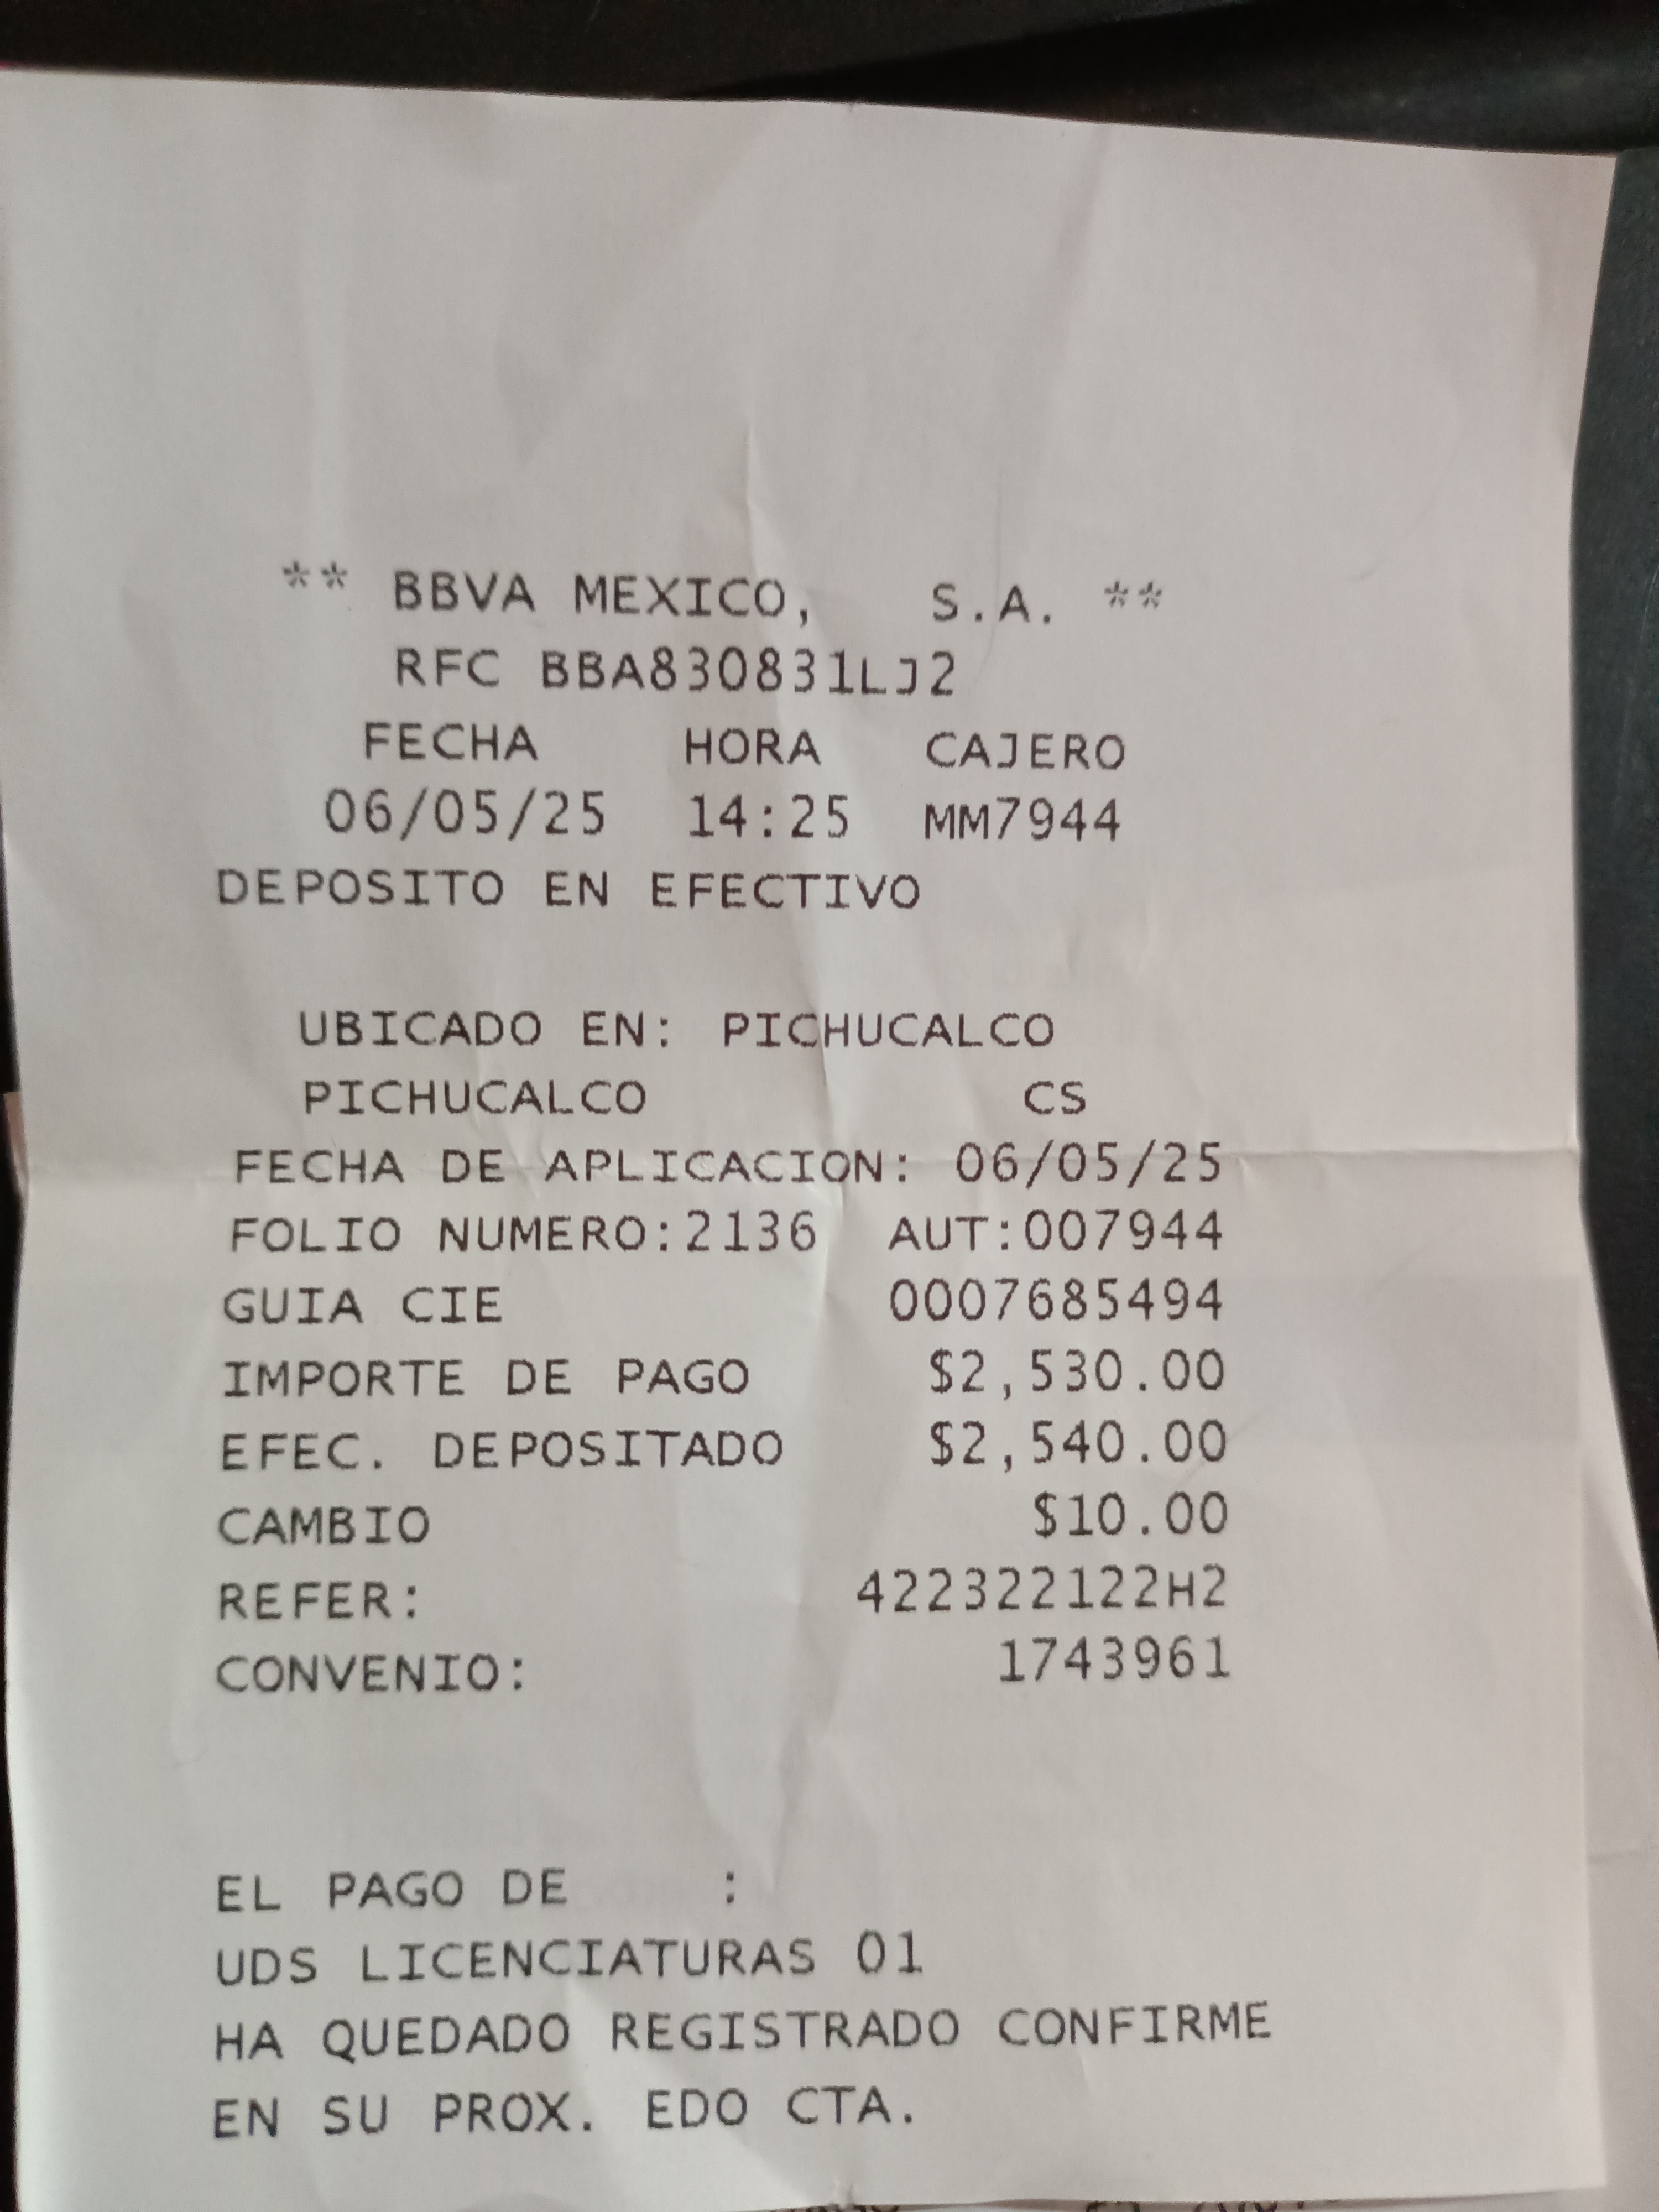 ** BBVA MEXICO, S.A. **
RFC BBA830831LJ2
FECHA HORA CAJERO
06/05/25 14:25 MM7944
DEPOSITO EN EFECTIVO
UBICADO EN: PICHUCALCO
PICHUCALCO CS
FECHA DE APLICACION: 06/05/25
FOLIO NUMERO:2136 AUT:007944
GUIA CIE 0007685494
IMPORTE DE PAGO $2,530.00
EFEC. DEPOSITADO $2,540.00
CAMBIO $10.00
REFER: 422322122H2
CONVENIO: 1743961
EL PAGO DE :
UDS LICENCIATURAS 01
HA QUEDADO REGISTRADO CONFIRME
EN SU PROX. EDO CTA.